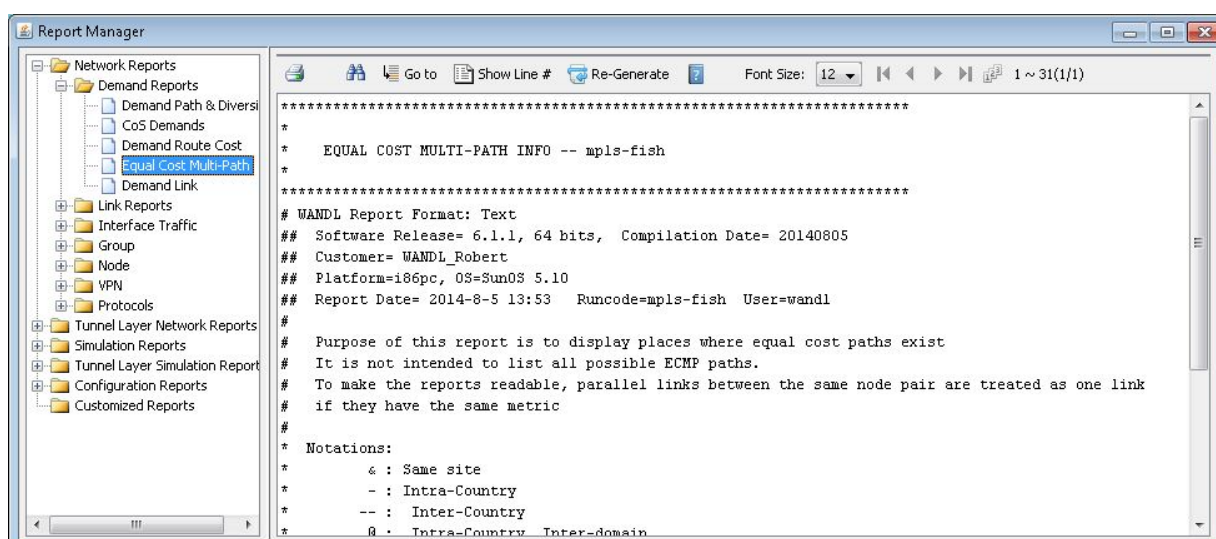 Report Manager
Network Reports
Demand Reports
Demand Path & Diversi
CoS Demands
Demand Route Cost
Equal Cost Multi-Path
Demand Link
Link Reports
Interface Traffic
Group
Node
VPN
Protocols
Tunnel Layer Network Reports
Simulation Reports
Tunnel Layer Simulation Report
Configuration Reports
Customized Reports
Go to Show Line # Re-Generate ? Font Size: 12 1 ~ 31(1/1)
************************************************************************
*
* EQUAL COST MULTI-PATH INFO -- mpls-fish
*
************************************************************************
# WANDL Report Format: Text
## Software Release= 6.1.1, 64 bits, Compilation Date= 20140805
## Customer= WANDL_Robert
## Platform=i86pc, OS=SunOS 5.10
## Report Date= 2014-8-5 13:53 Runcode=mpls-fish User=wandl
#
# Purpose of this report is to display places where equal cost paths exist
# It is not intended to list all possible ECMP paths.
# To make the reports readable, parallel links between the same node pair are treated as one link
# if they have the same metric
#
* Notations:
* & : Same site
* - : Intra-Country
* -- : Inter-Country
* @ : Intra-Country Inter-domain